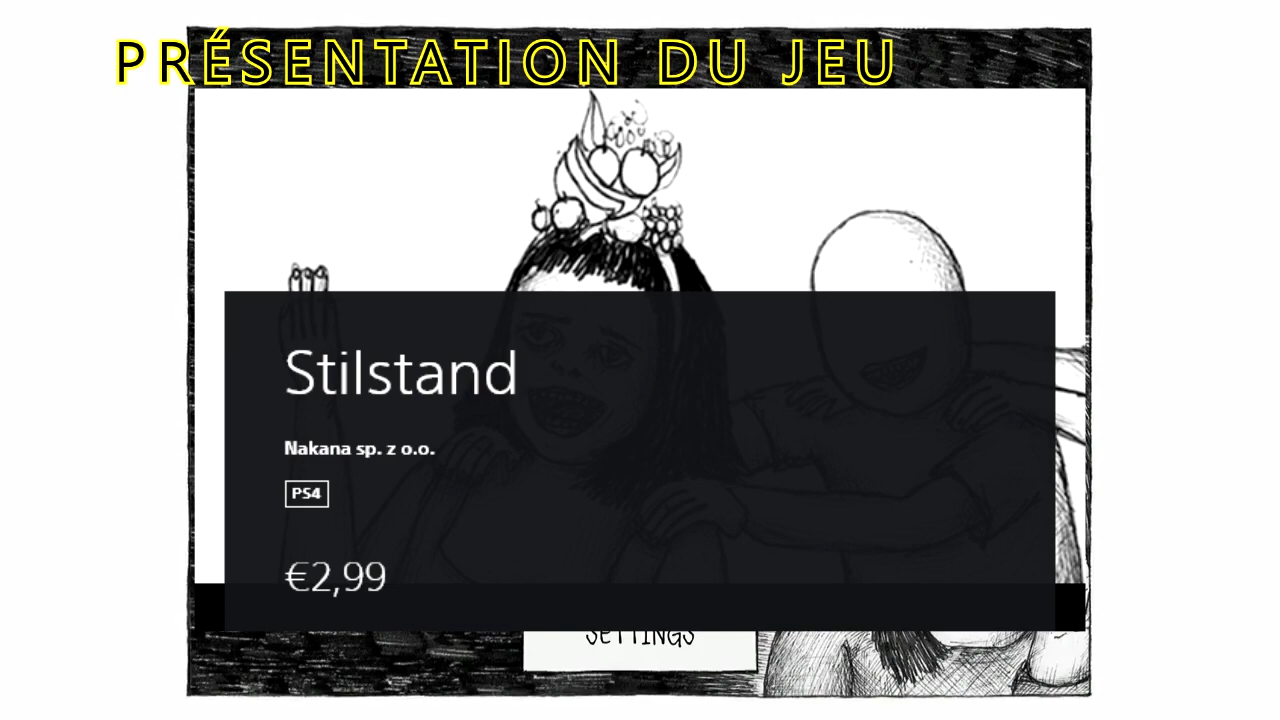 PRÉSENTATION DU JEU
Stilstand
Nakana sp. z o.o.
PS4
€2,99
SETTINGS